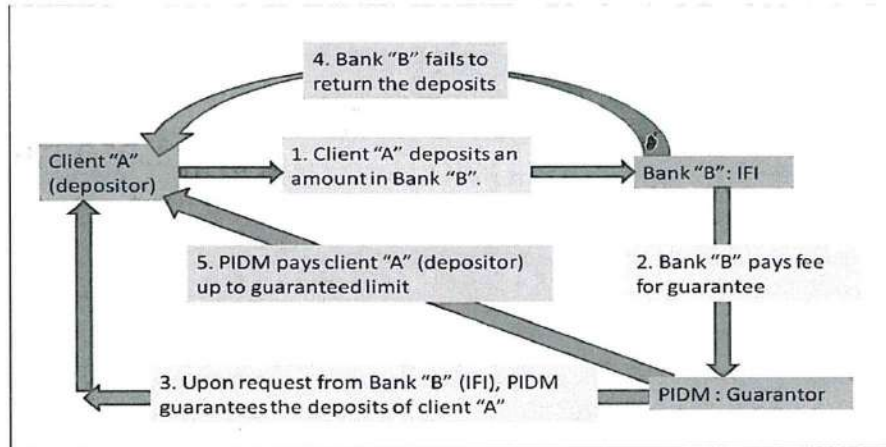 4. Bank “B” fails to
return the deposits
Client “A”
(depositor)
1. Client “A” deposits an
amount in Bank “B”.
Bank “B”: IFI
5. PIDM pays client “A” (depositor)
up to guaranteed limit
2. Bank “B” pays fee
for guarantee
3. Upon request from Bank “B” (IFI), PIDM
guarantees the deposits of client “A”
PIDM : Guarantor